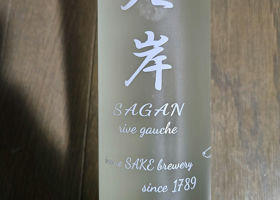 岸
SAGAN
rive gauche
SAKE brewery
since 1789